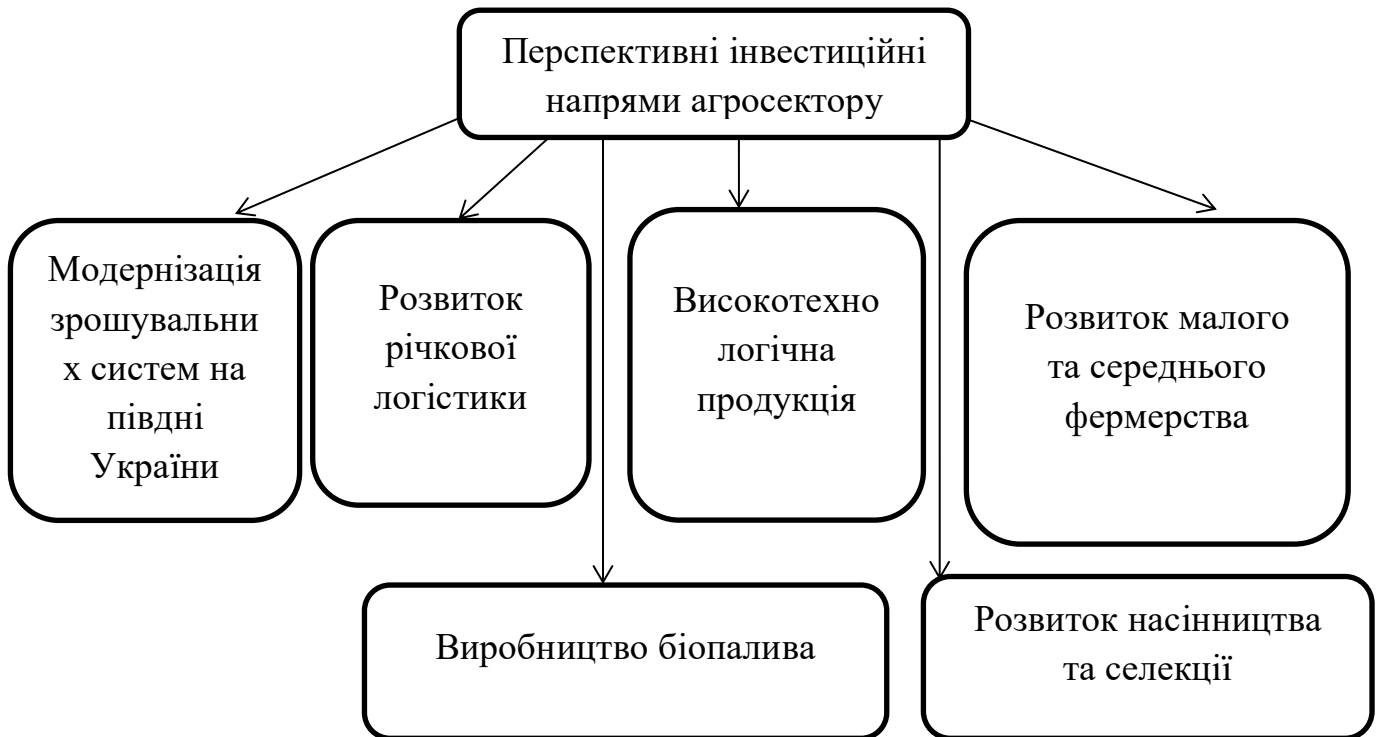 Перспективні інвестиційні
напрями агросектору
Модернізація
зрошувальни
х систем на
півдні
України
Розвиток
річкової
логістики
Високотехно
логічна
продукція
Розвиток малого
та середнього
фермерства
Виробництво біопалива
Розвиток насінництва
та селекції